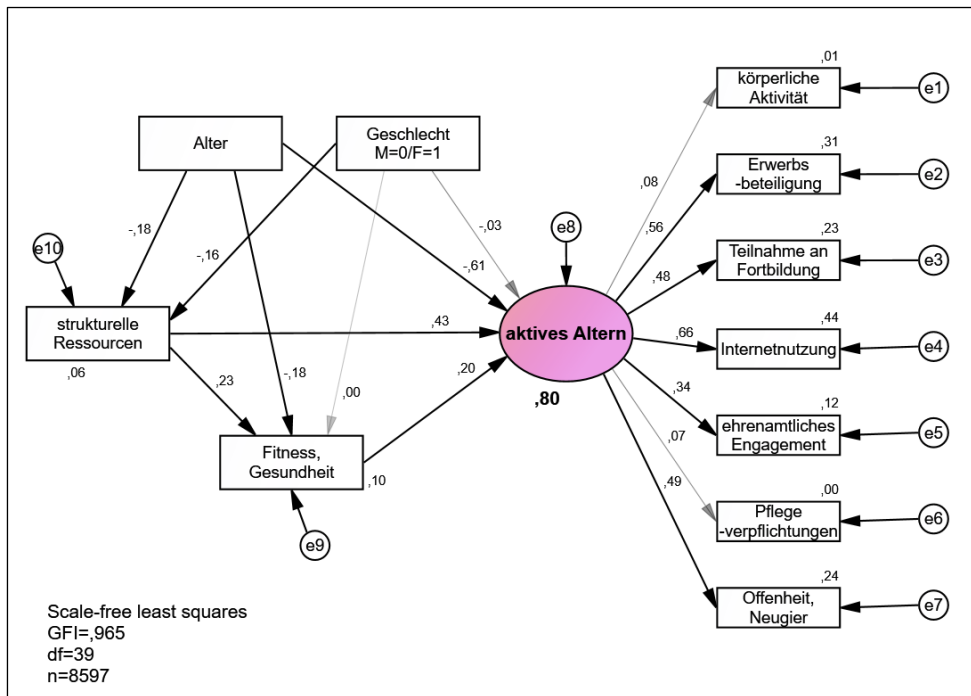 ,01
körperliche
Aktivität
e1
Alter
Geschlecht
M=0/F=1
,31
Erwerbs
-beteiligung
e2
,08
-,18
-,03
e8
,56
e10
-,16
-,61
,23
Teilnahme an
Fortbildung
e3
,48
strukturelle
Ressourcen
,06
,43
aktives Altern
,80
,66
,44
Internetnutzung
e4
,23
-,18
,00
,20
,34
,12
ehrenamtliches
Engagement
e5
Fitness,
Gesundheit
,10
,07
,49
,00
Pflege
-verpflichtungen
e6
e9
,24
Offenheit,
Neugier
e7
Scale-free least squares
GFI=,965
df=39
n=8597